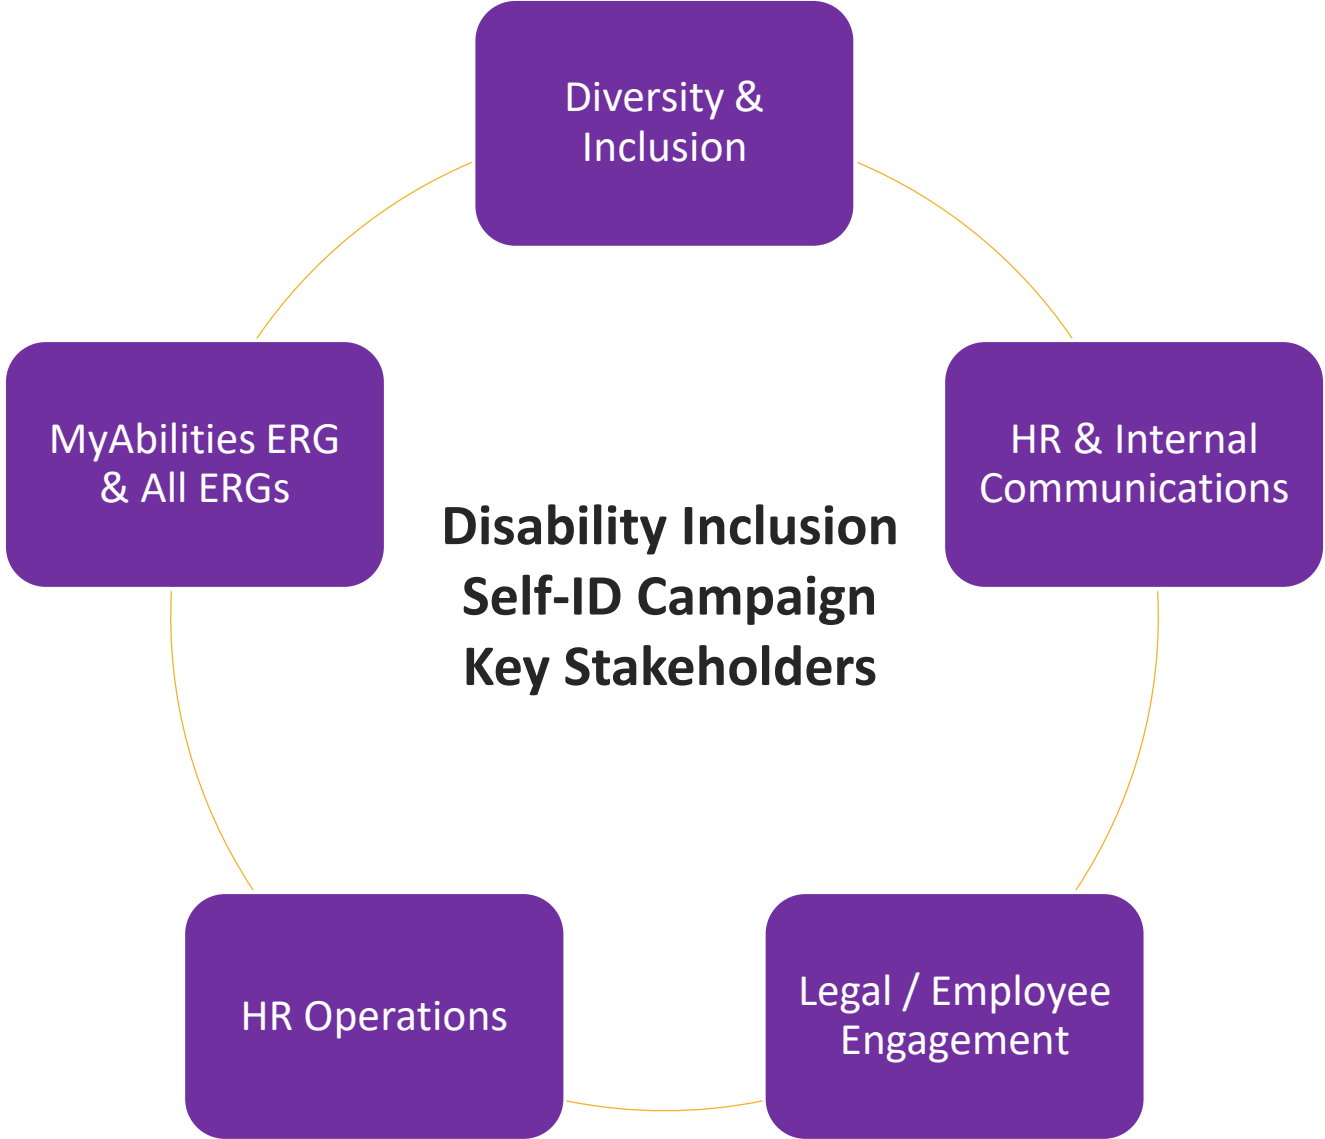 Diversity &
Inclusion
MyAbilities ERG
& All ERGs
HR & Internal
Communications
Disability Inclusion
Self-ID Campaign
Key Stakeholders
HR Operations
Legal / Employee
Engagement